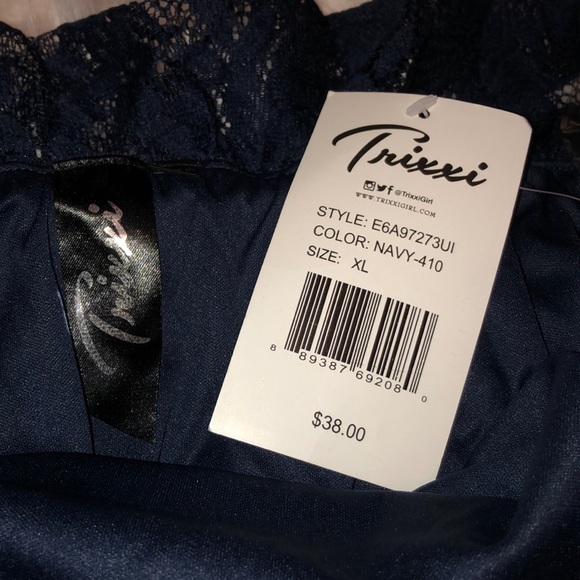 Trixxi
@TrixxiGirl
WWW.TRIXXIGIRL.COM
STYLE: E6A97273UI
COLOR: NAVY-410
SIZE: XL
8 89387 69208 0
$38.00
Trixxi